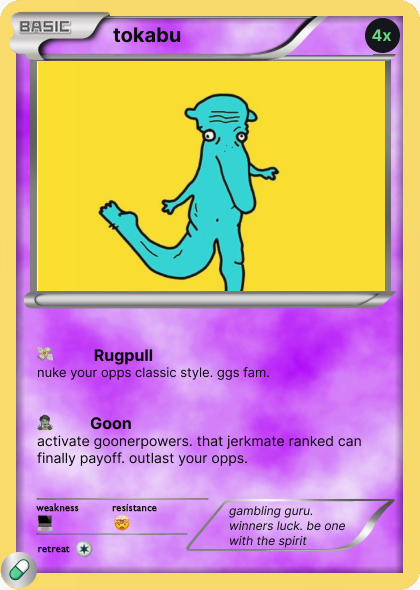 BASIC
tokabu
4x
Rugpull
nuke your opps classic style. ggs fam.
Goon
activate goonerpowers. that jerkmate ranked can
finally payoff. outlast your opps.
weakness
resistance
gambling guru.
winners luck. be one
with the spirit
retreat